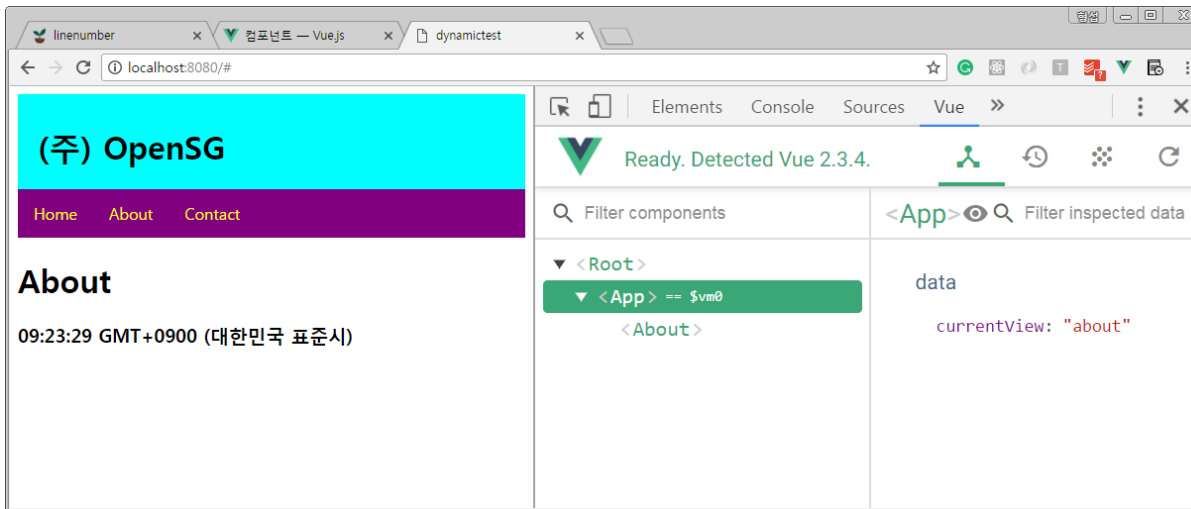 형섭
linenumber
컴포넌트 — Vue.js
dynamictest
localhost:8080/#
(주) OpenSG
Home About Contact
About
09:23:29 GMT+0900 (대한민국 표준시)
Elements Console Sources Vue »
Ready. Detected Vue 2.3.4.
Filter components
<Root>
<App> == $vm0
<About>
<App> Filter inspected data
data
currentView: "about"